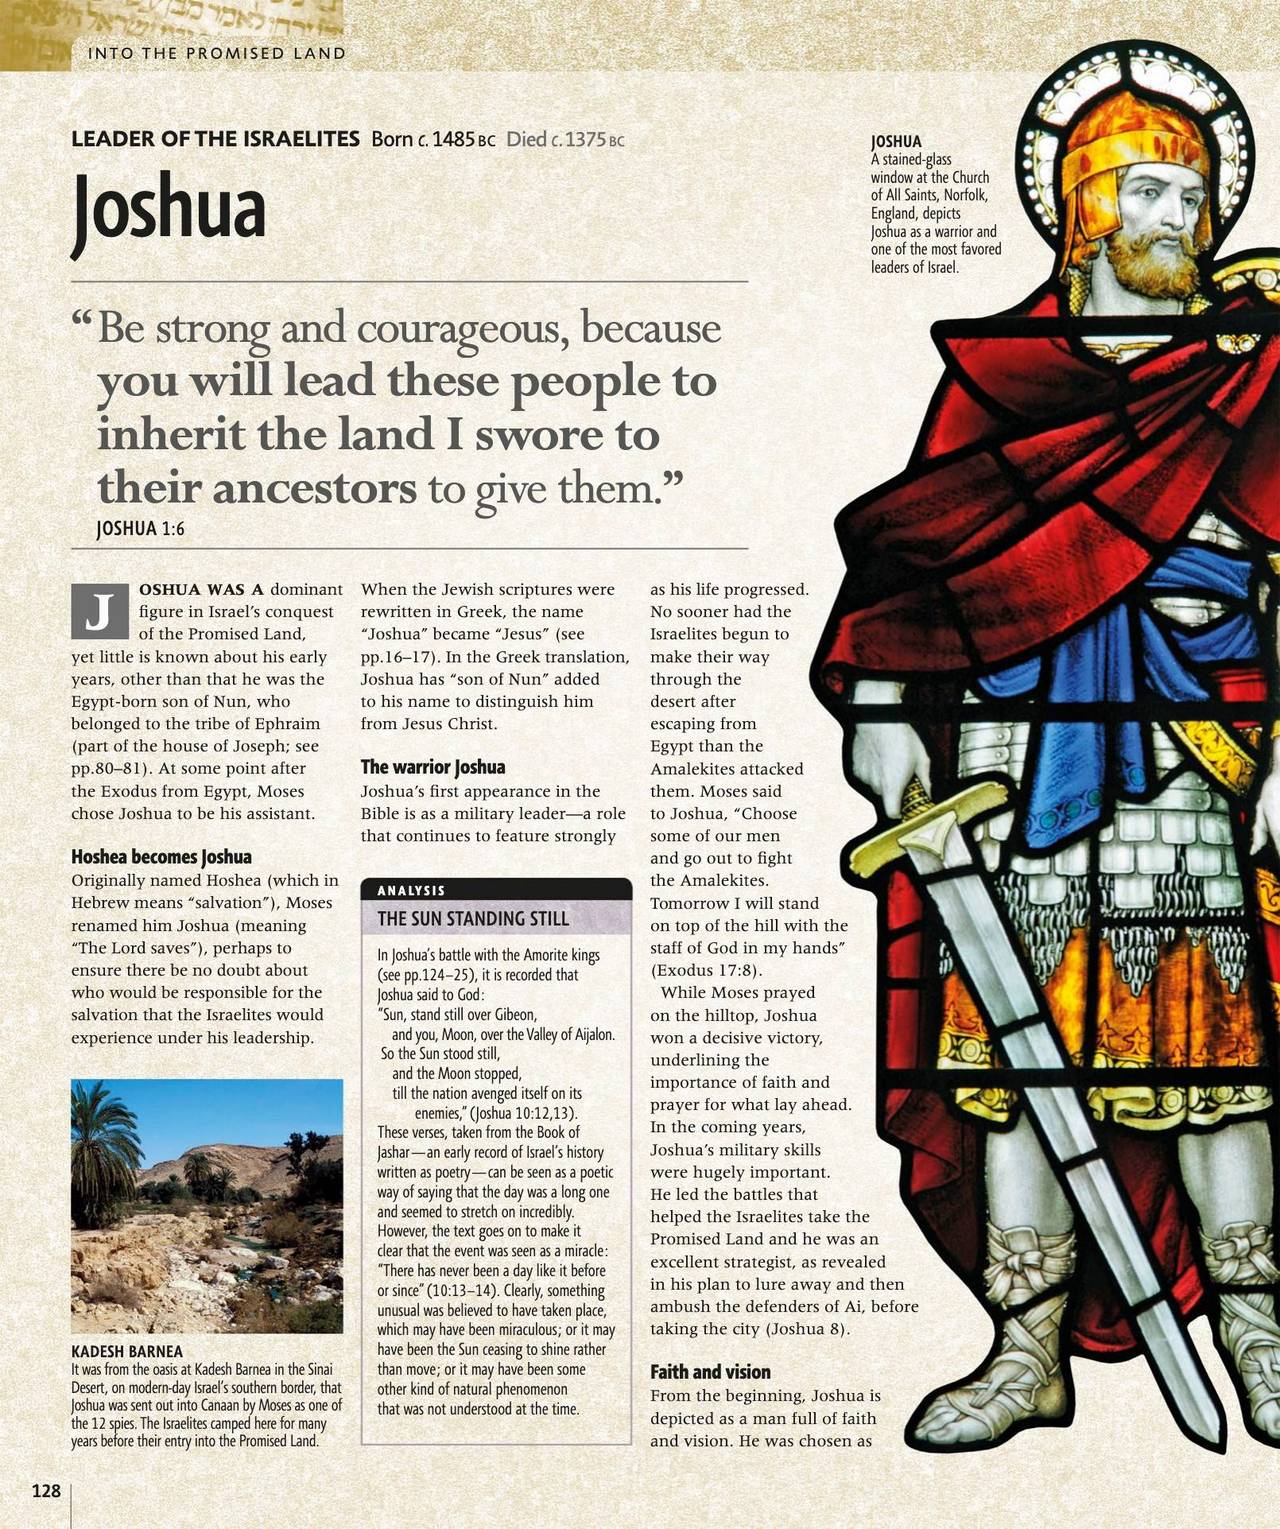 INTO THE PROMISED LAND
LEADER OF THE ISRAELITES Born c. 1485 BC Died c. 1375 BC
Joshua
“Be strong and courageous, because
you will lead these people to
inherit the land I swore to
their ancestors to give them.”
JOSHUA 1:6
JOSHUA
A stained-glass
window at the Church
of All Saints, Norfolk,
England, depicts
Joshua as a warrior and
one of the most favored
leaders of Israel.
JOSHUA WAS A dominant
figure in Israel’s conquest
of the Promised Land,
yet little is known about his early
years, other than that he was the
Egypt-born son of Nun, who
belonged to the tribe of Ephraim
(part of the house of Joseph; see
pp.80–81). At some point after
the Exodus from Egypt, Moses
chose Joshua to be his assistant.
Hoshea becomes Joshua
Originally named Hoshea (which in
Hebrew means “salvation”), Moses
renamed him Joshua (meaning
“The Lord saves”), perhaps to
ensure there be no doubt about
who would be responsible for the
salvation that the Israelites would
experience under his leadership.
KADESH BARNEA
It was from the oasis at Kadesh Barnea in the Sinai
Desert, on modern-day Israel’s southern border, that
Joshua was sent out into Canaan by Moses as one of
the 12 spies. The Israelites camped here for many
years before their entry into the Promised Land.
When the Jewish scriptures were
rewritten in Greek, the name
“Joshua” became “Jesus” (see
pp.16–17). In the Greek translation,
Joshua has “son of Nun” added
to his name to distinguish him
from Jesus Christ.
The warrior Joshua
Joshua’s first appearance in the
Bible is as a military leader—a role
that continues to feature strongly
ANALYSIS
THE SUN STANDING STILL
In Joshua’s battle with the Amorite kings
(see pp.124–25), it is recorded that
Joshua said to God:
“Sun, stand still over Gibeon,
and you, Moon, over the Valley of Aijalon.
So the Sun stood still,
and the Moon stopped,
till the nation avenged itself on its
enemies,” (Joshua 10:12,13).
These verses, taken from the Book of
Jashar—an early record of Israel’s history
written as poetry—can be seen as a poetic
way of saying that the day was a long one
and seemed to stretch on incredibly.
However, the text goes on to make it
clear that the event was seen as a miracle:
“There has never been a day like it before
or since” (10:13–14). Clearly, something
unusual was believed to have taken place,
which may have been miraculous; or it may
have been the Sun ceasing to shine rather
than move; or it may have been some
other kind of natural phenomenon
that was not understood at the time.
as his life progressed.
No sooner had the
Israelites begun to
make their way
through the
desert after
escaping from
Egypt than the
Amalekites attacked
them. Moses said
to Joshua, “Choose
some of our men
and go out to fight
the Amalekites.
Tomorrow I will stand
on top of the hill with the
staff of God in my hands”
(Exodus 17:8).
While Moses prayed
on the hilltop, Joshua
won a decisive victory,
underlining the
importance of faith and
prayer for what lay ahead.
In the coming years,
Joshua’s military skills
were hugely important.
He led the battles that
helped the Israelites take the
Promised Land and he was an
excellent strategist, as revealed
in his plan to lure away and then
ambush the defenders of Ai, before
taking the city (Joshua 8).
Faith and vision
From the beginning, Joshua is
depicted as a man full of faith
and vision. He was chosen as
128